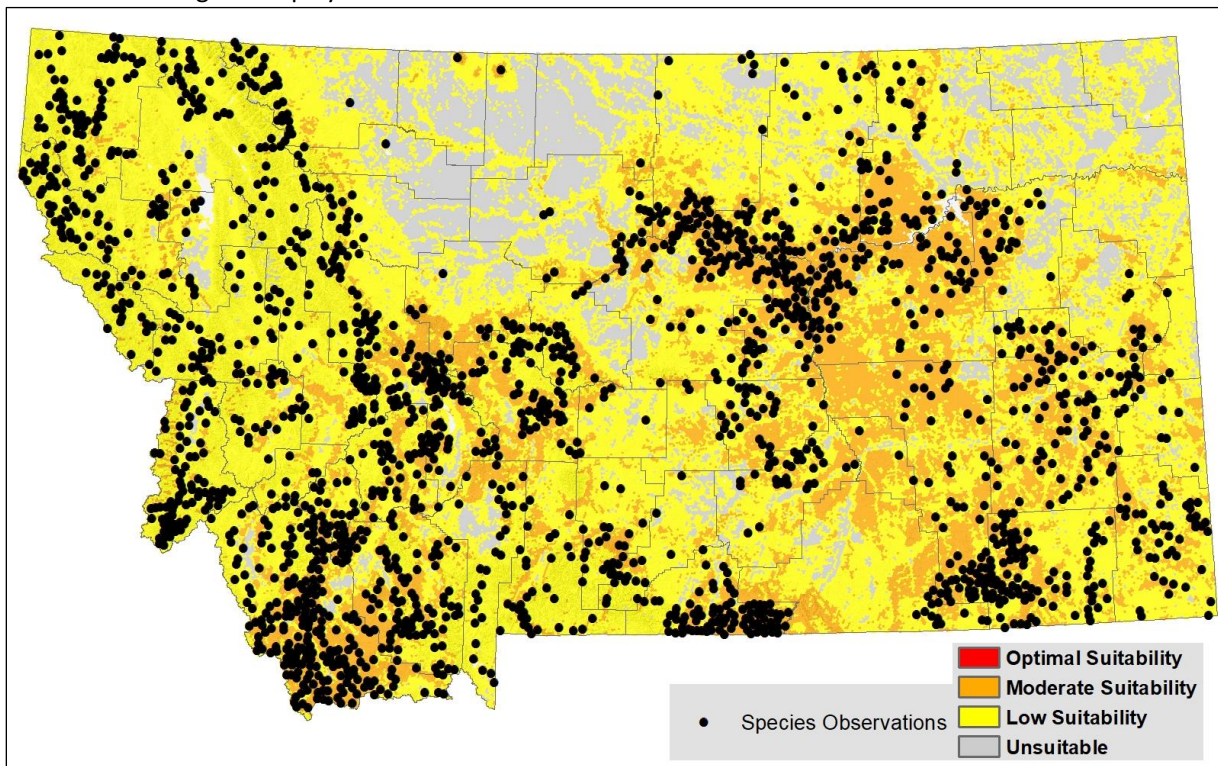 Optimal Suitability
Moderate Suitability
Species Observations
Low Suitability
Unsuitable